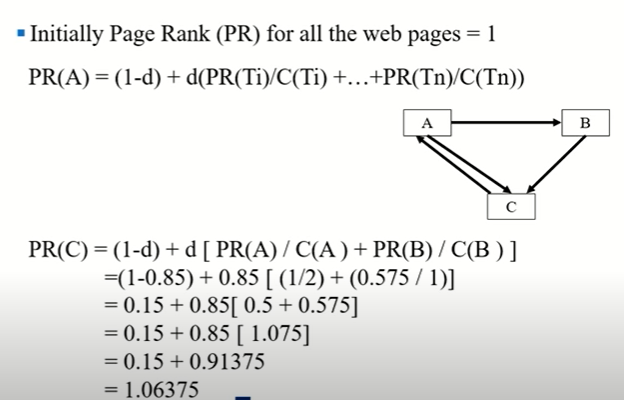 ▪ Initially Page Rank (PR) for all the web pages = 1
PR(A) = (1-d) + d(PR(Ti)/C(Ti) +…+PR(Tn)/C(Tn))
A
B
C
PR(C) = (1-d) + d [ PR(A) / C(A ) + PR(B) / C(B ) ]
=(1-0.85) + 0.85 [ (1/2) + (0.575 / 1)]
= 0.15 + 0.85[ 0.5 + 0.575]
= 0.15 + 0.85 [ 1.075]
= 0.15 + 0.91375
= 1.06375